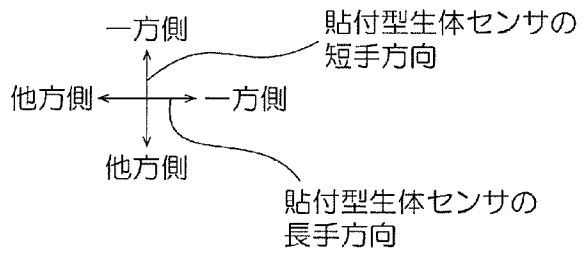 一方側
貼付型生体センサの
短手方向
他方側
一方側
他方側
貼付型生体センサの
長手方向